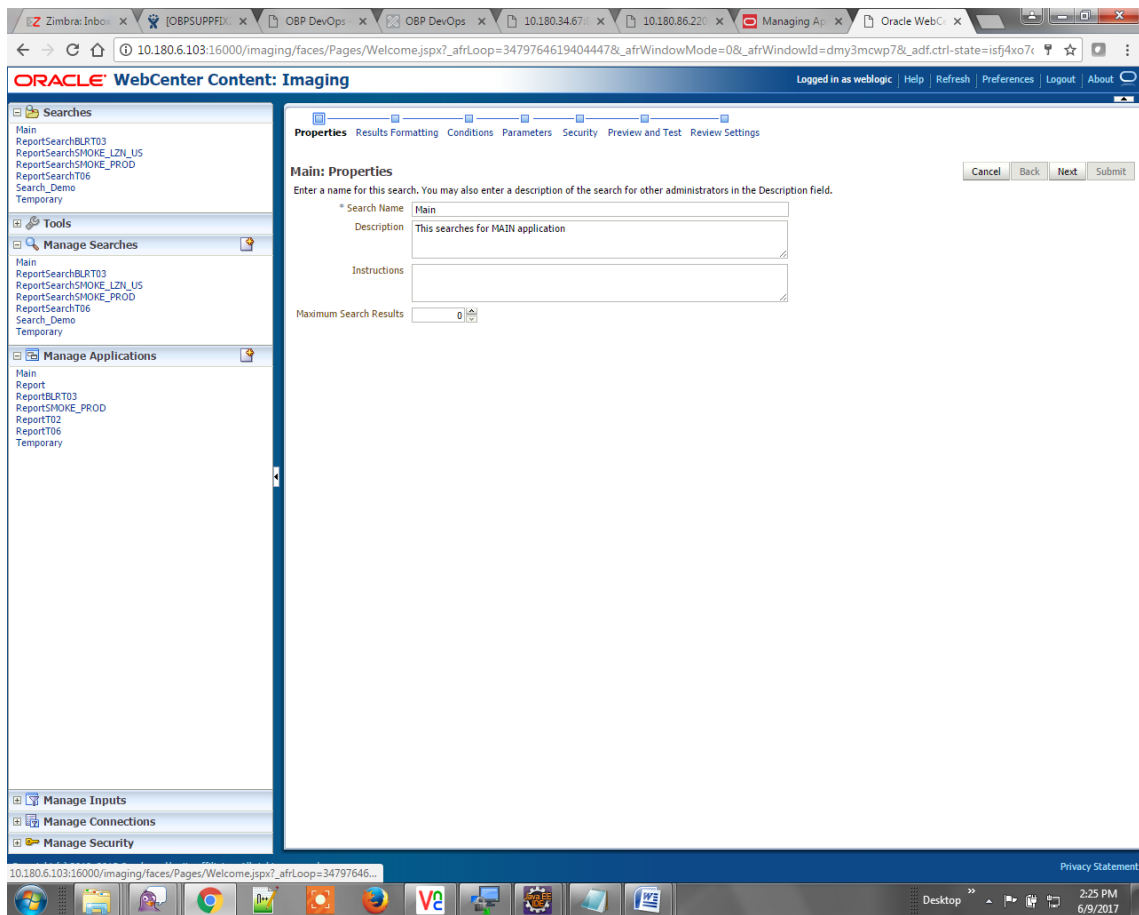 Zimbra: Inbox
[OBPSUPPFIX
OBP DevOps
OBP DevOps
10.180.34.67:
10.180.86.220
Managing Ap
Oracle WebCe
10.180.6.103:16000/imaging/faces/Pages/Welcome.jspx?_afrLoop=34797646194044478&_afrWindowMode=0&_afrWindowId=dmy3mcwp7&_adf.ctrl-state=isfj4xo7c
ORACLE WebCenter Content: Imaging
Logged in as weblogic Help Refresh Preferences Logout About
Searches
Main
ReportSearchBLRT03
ReportSearchSMOKE_LZN_US
ReportSearchSMOKE_PROD
ReportSearchT06
Search_Demo
Temporary
Tools
Manage Searches
Main
ReportSearchBLRT03
ReportSearchSMOKE_LZN_US
ReportSearchSMOKE_PROD
ReportSearchT06
Search_Demo
Temporary
Manage Applications
Main
Report
ReportBLRT03
ReportSMOKE_PROD
ReportT02
ReportT06
Temporary
Manage Inputs
Manage Connections
Manage Security
Properties Results Formatting Conditions Parameters Security Preview and Test Review Settings
Main: Properties
Cancel Back Next Submit
Enter a name for this search. You may also enter a description of the search for other administrators in the Description field.
* Search Name Main
Description This searches for MAIN application
Instructions
Maximum Search Results 0
Privacy Statement
10.180.6.103:16000/imaging/faces/Pages/Welcome.jspx?_afrLoop=34797646...
Desktop
2:25 PM
6/9/2017